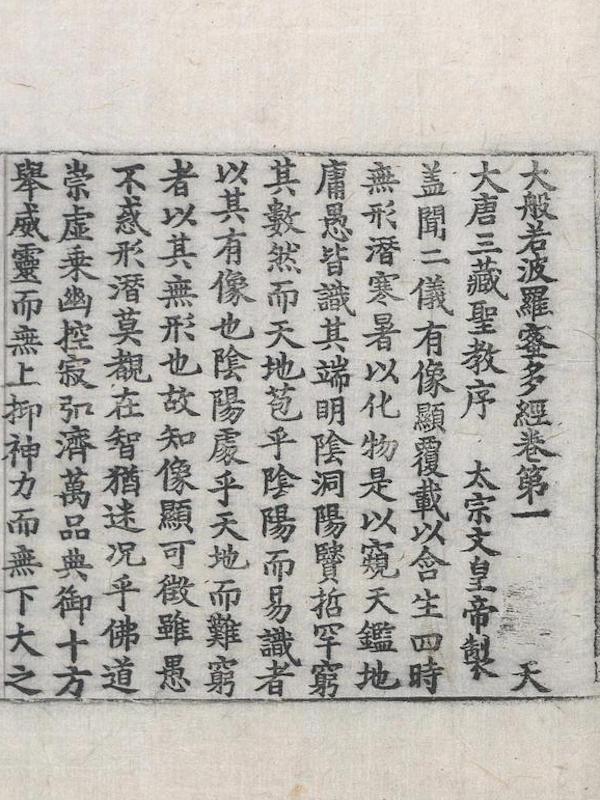 大般若波羅蜜多經卷第一 天
大唐三藏聖教序 太宗文皇帝製
盖聞二儀有像顯覆載以含生四時
無形潛寒暑以化物是以窺天鑑地
庸愚皆識其端明陰洞陽賢哲罕窮
其數然而天地苞乎陰陽而易識者
以其有像也陰陽處乎天地而難窮
者以其無形也故知像顯可徵雖愚
不惑形潛莫覩在智猶迷况乎佛道
崇虛乘幽控寂弘濟萬品典御十方
舉威靈而無上抑神力而無下大之